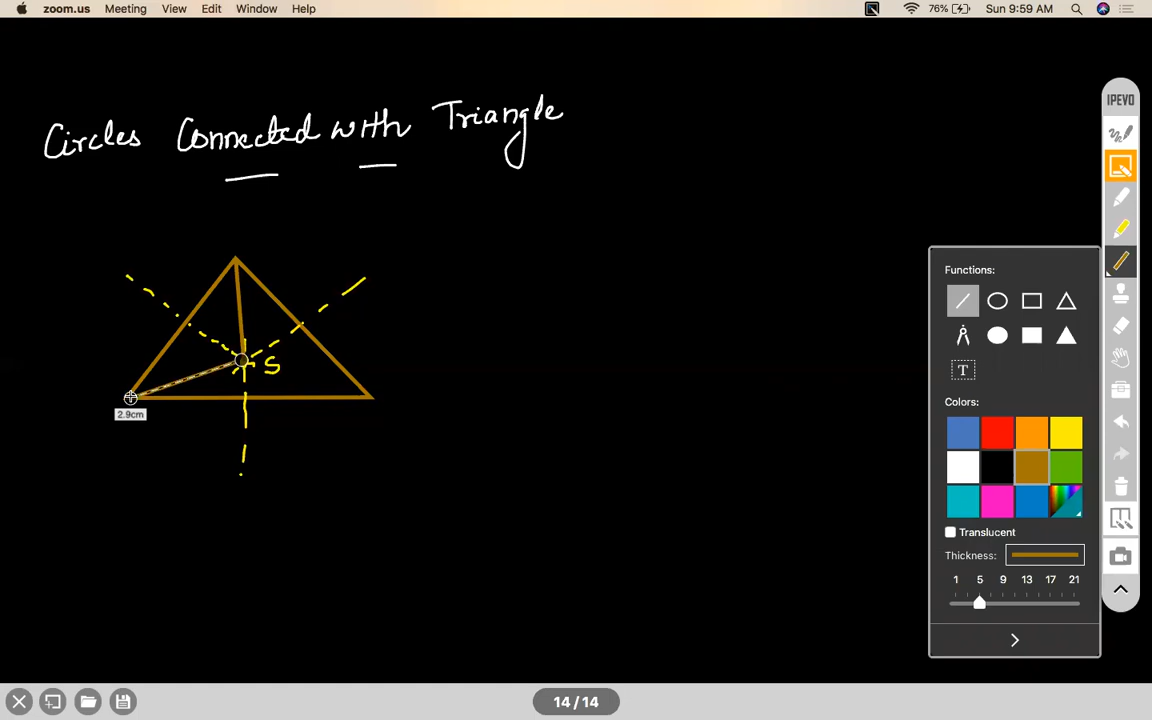 zoom.us Meeting View Edit Window Help 76% Sun 9:59 AM
IPEVO
Circles Connected with Triangle
Functions:
T
S
Colors:
2.9cm
Translucent
Thickness:
1 5 9 13 17 21
14 / 14